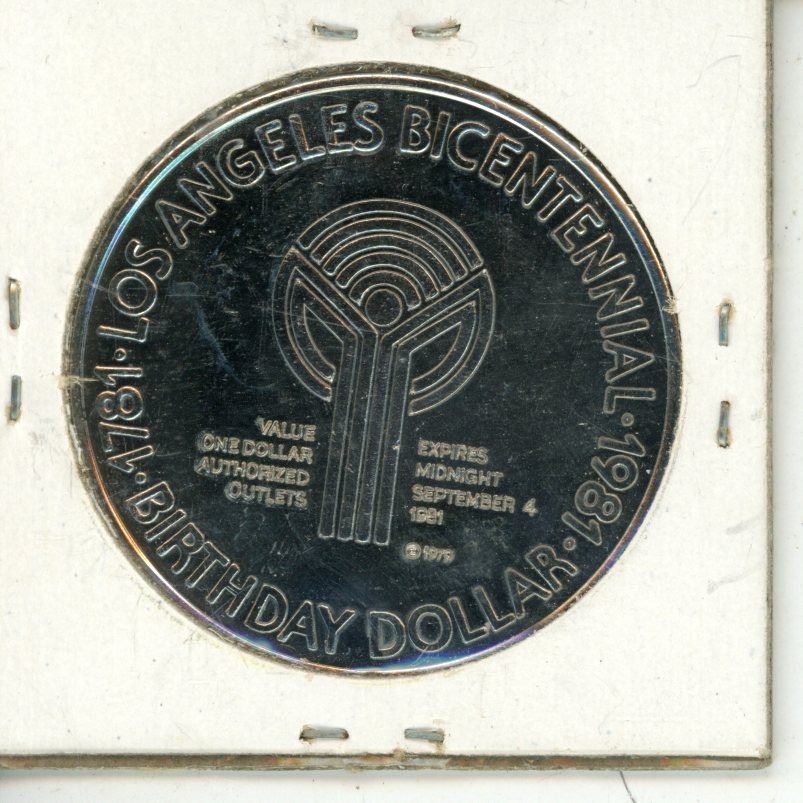 1781 · LOS ANGELES BICENTENNIAL · 1981 ·
BIRTHDAY DOLLAR ·
VALUE
ONE DOLLAR
AUTHORIZED
OUTLETS
EXPIRES
MIDNIGHT
SEPTEMBER 4
1981
© 1979